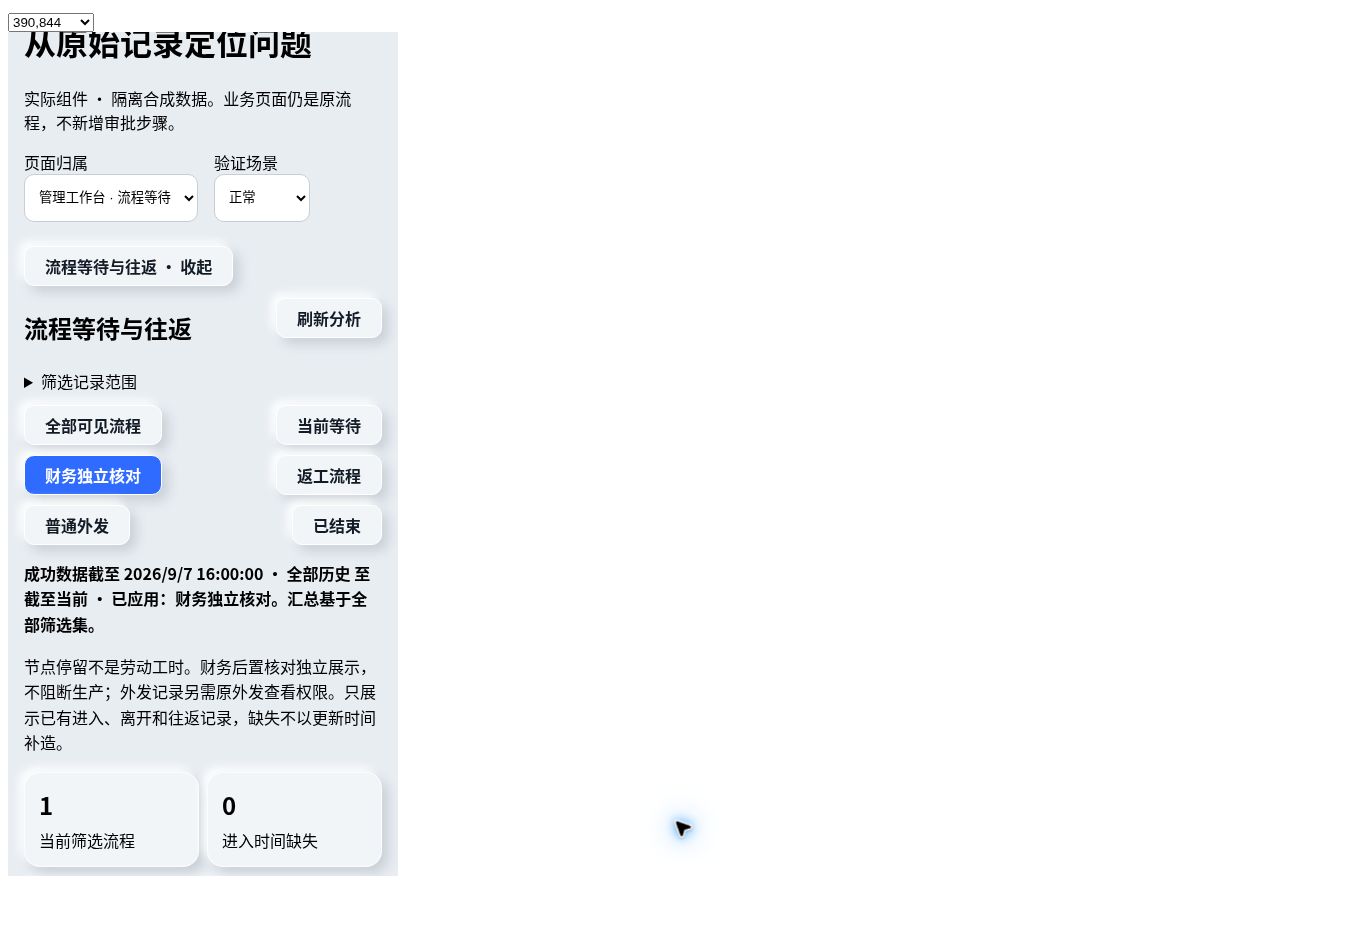 390,844
从原始记录定位问题
实际组件 · 隔离合成数据。业务页面仍是原流
程，不新增审批步骤。
页面归属
验证场景
管理工作台 · 流程等待
正常
流程等待与往返 · 收起
流程等待与往返
刷新分析
筛选记录范围
全部可见流程
当前等待
财务独立核对
返工流程
普通外发
已结束
成功数据截至 2026/9/7 16:00:00 · 全部历史 至
截至当前 · 已应用：财务独立核对。汇总基于全
部筛选集。
节点停留不是劳动工时。财务后置核对独立展示，
不阻断生产；外发记录另需原外发查看权限。只展
示已有进入、离开和往返记录，缺失不以更新时间
补造。
1
当前筛选流程
0
进入时间缺失